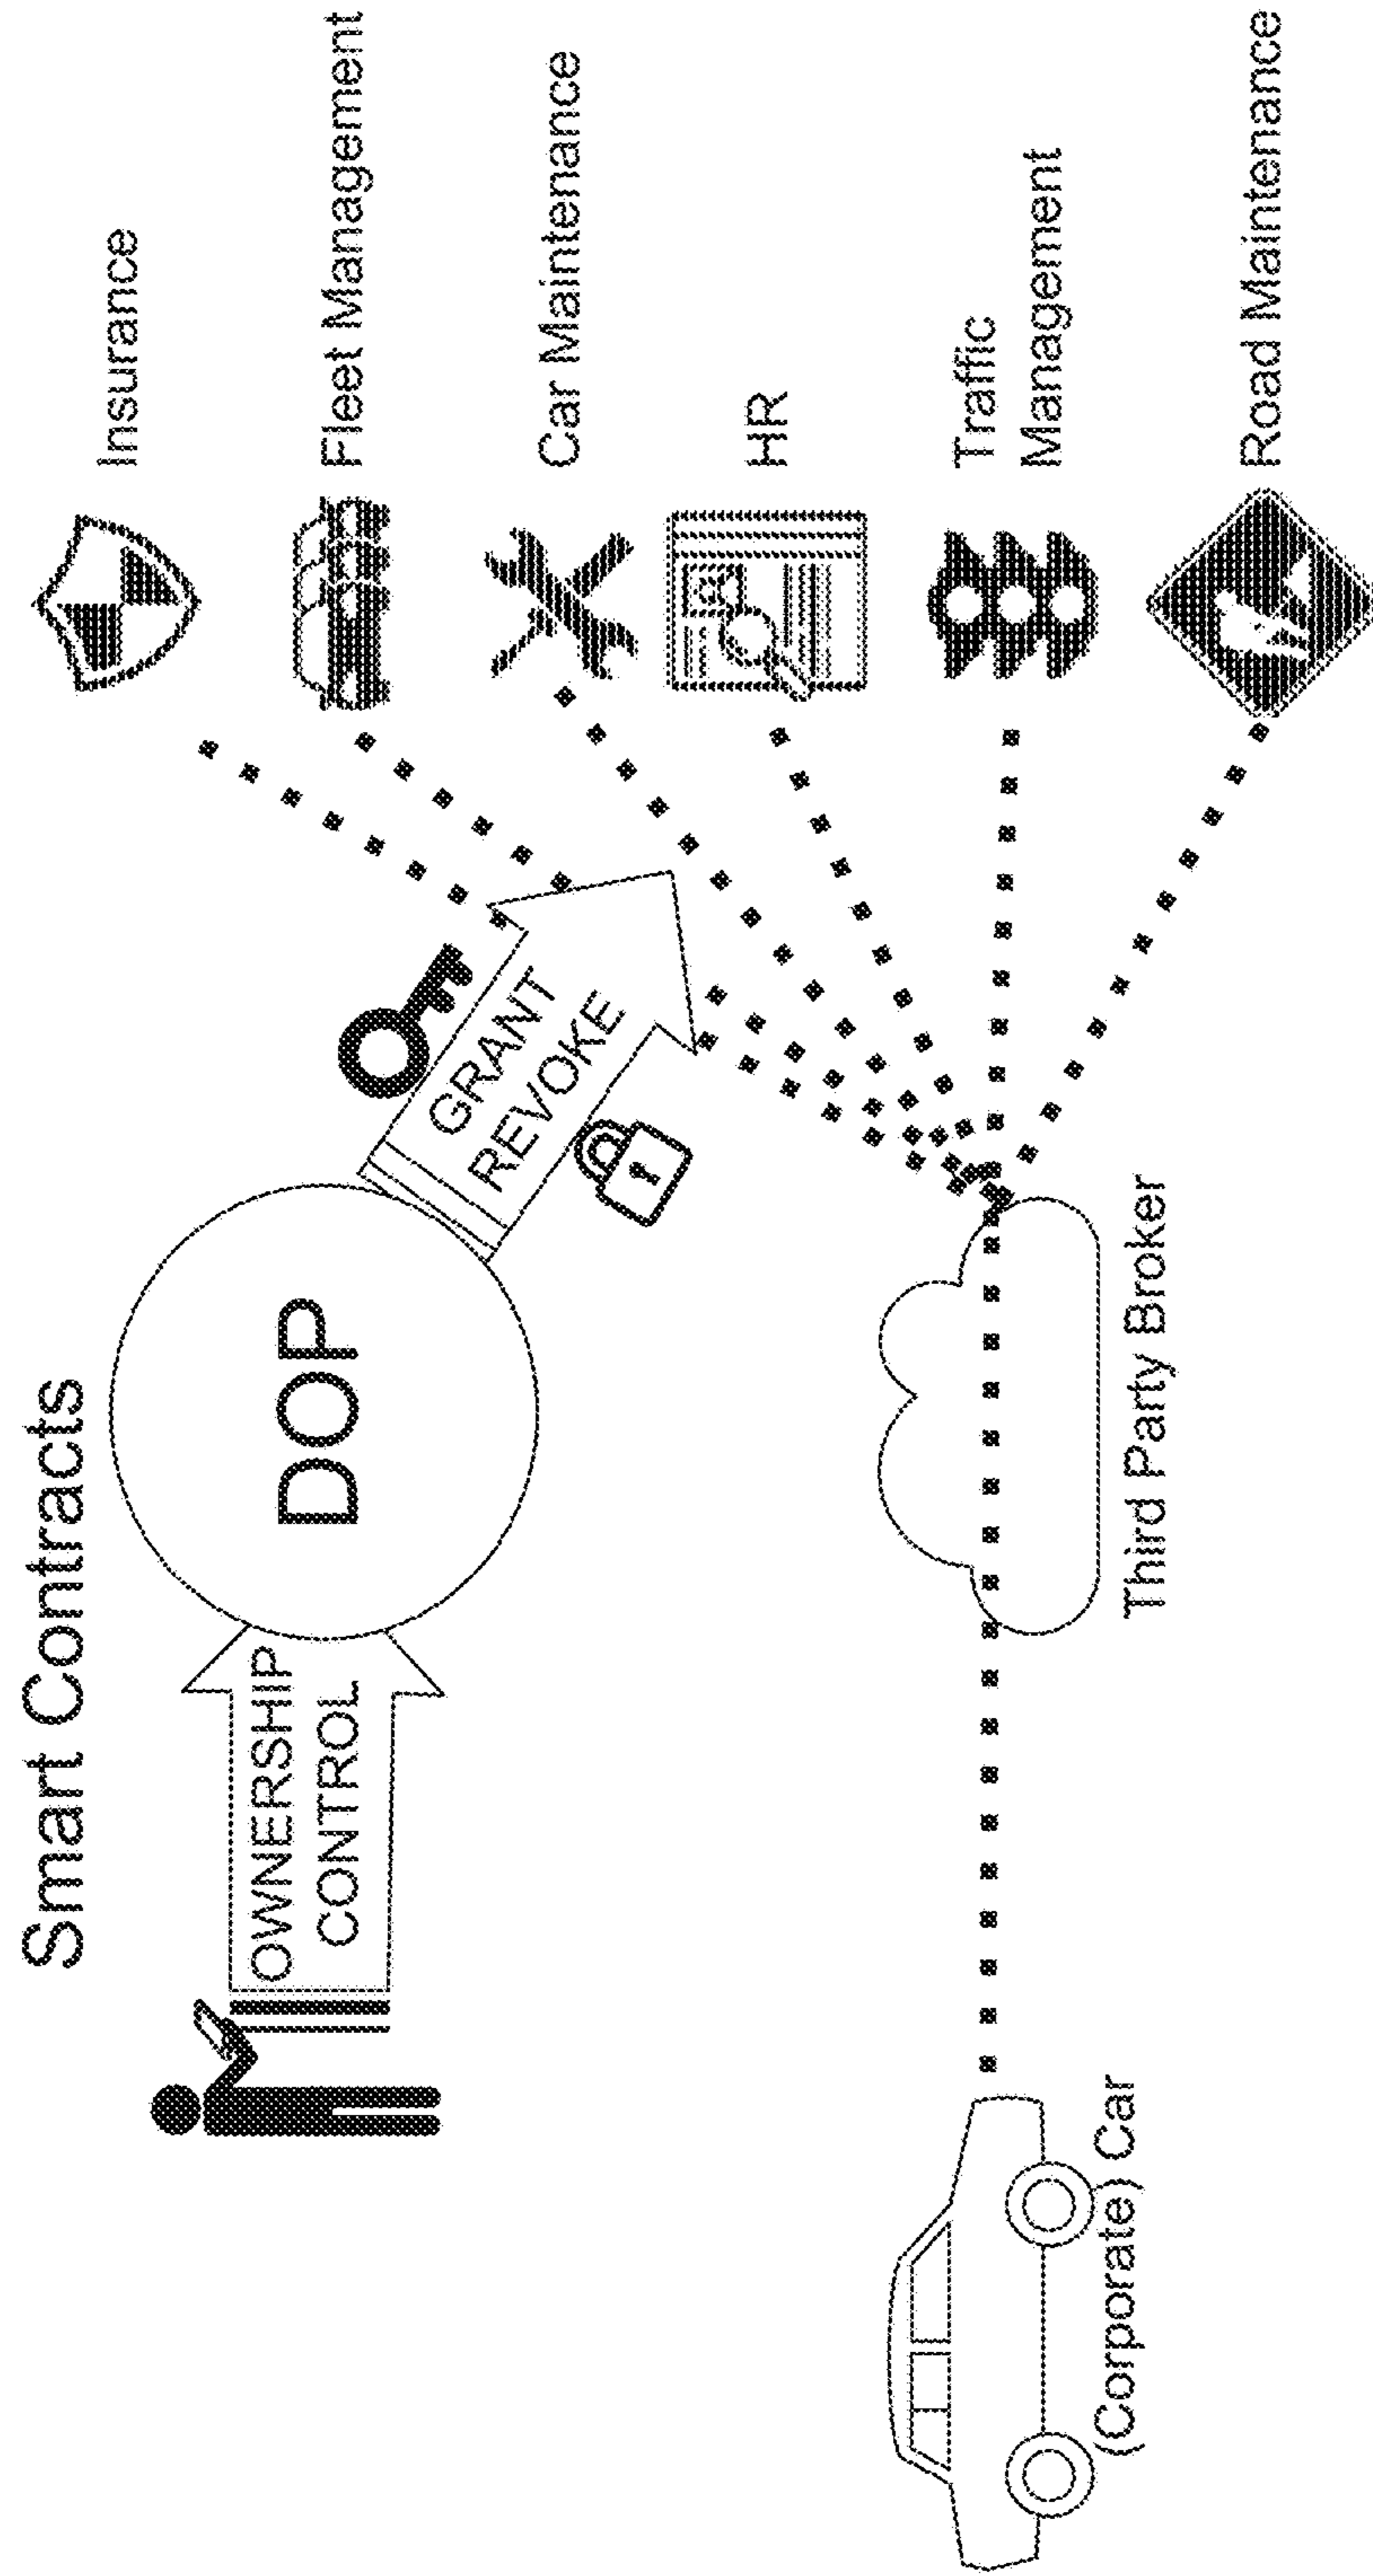 Smart Contracts
OWNERSHIP
CONTROL
DOP
GRANT
REVOKE
Insurance
Fleet Management
Car Maintenance
HR
Traffic
Management
Road Maintenance
Third Party Broker
(Corporate) Car